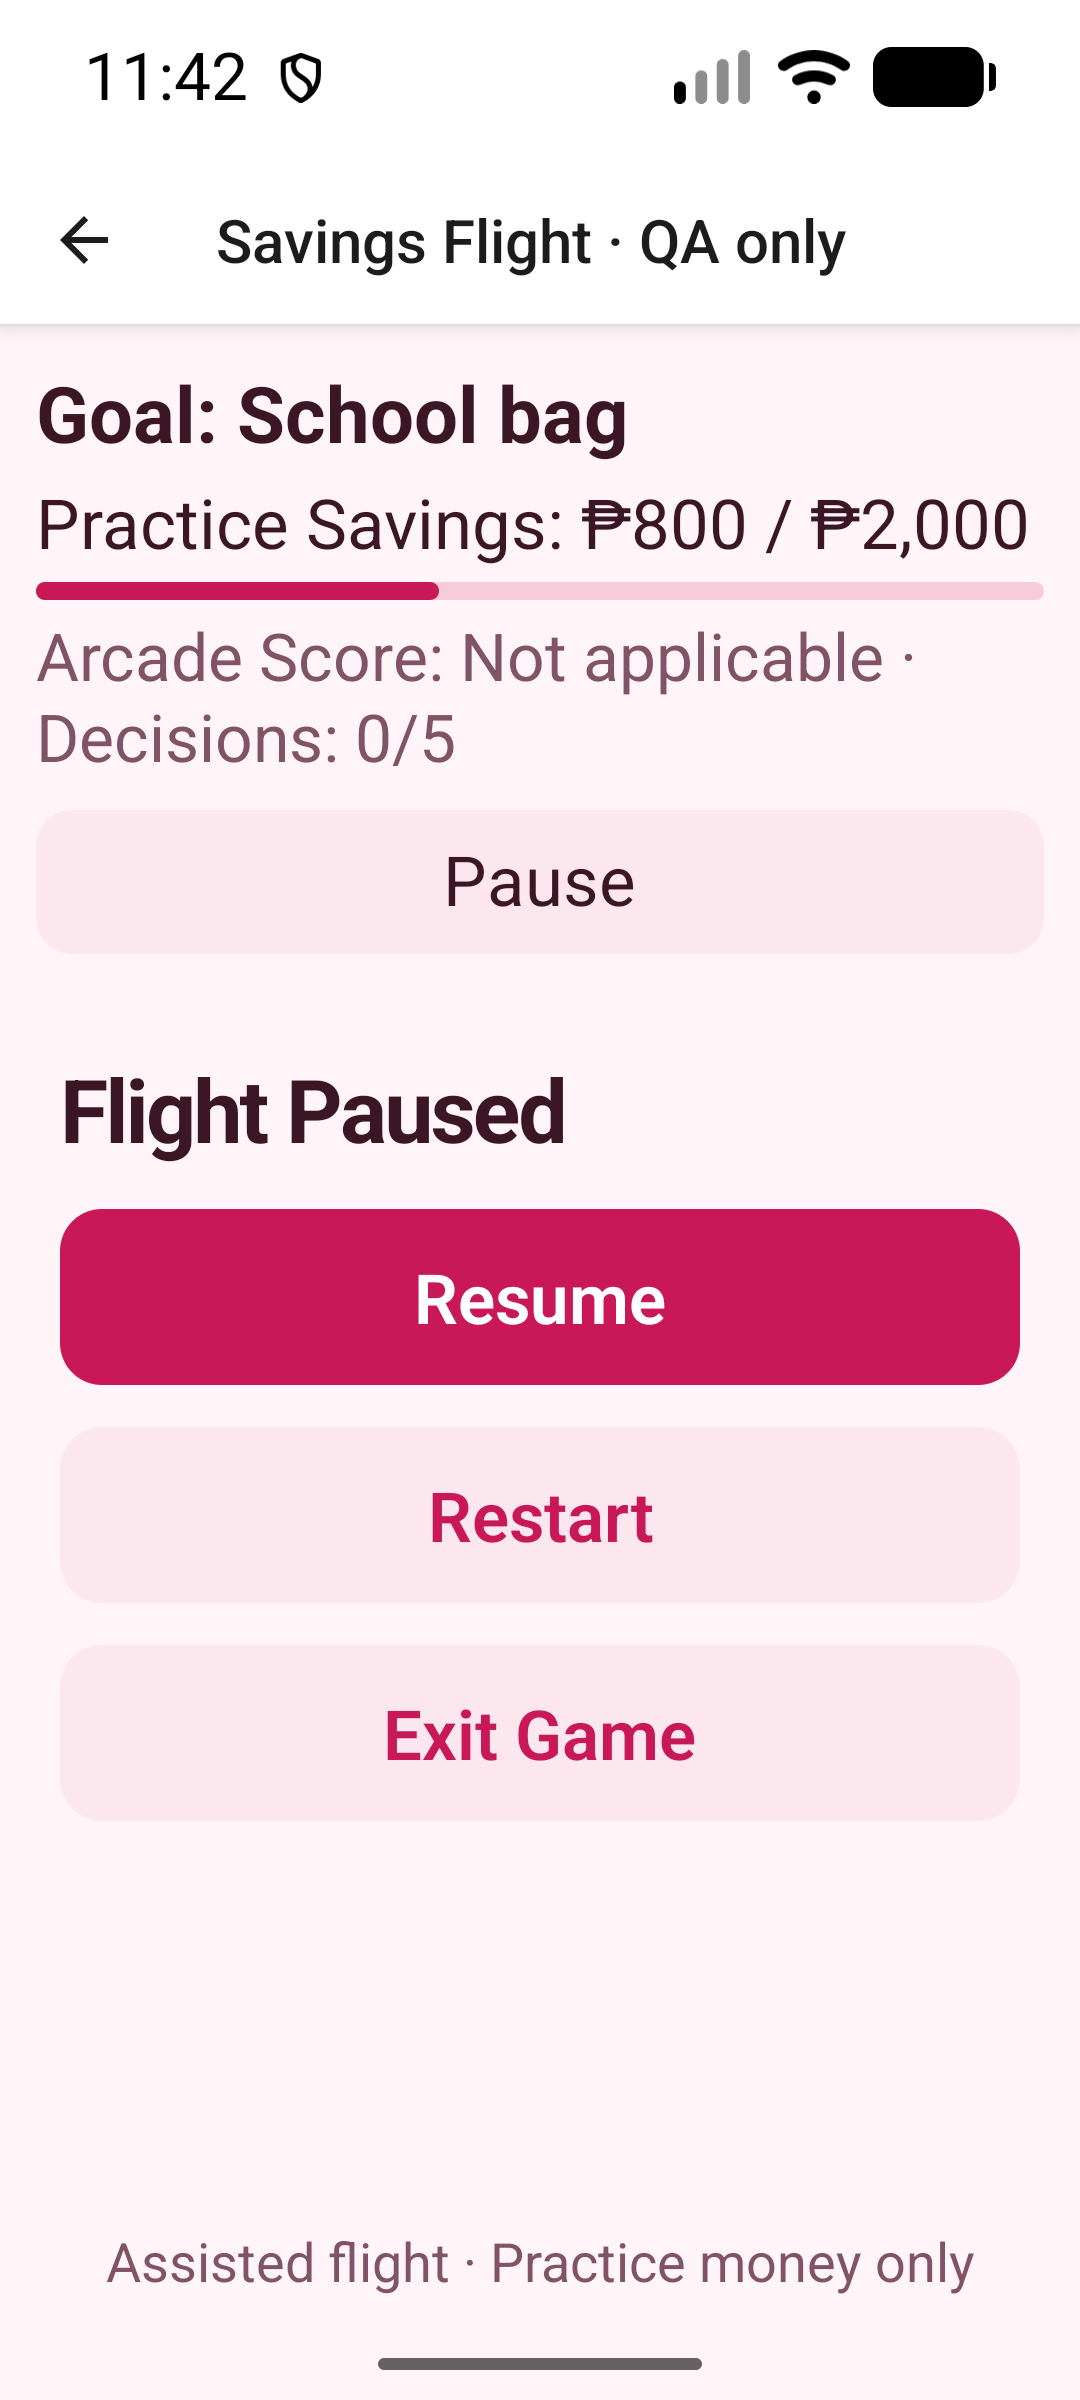 11:42
Savings Flight · QA only
Goal: School bag
Practice Savings: ₱800 / ₱2,000
Arcade Score: Not applicable ·
Decisions: 0/5
Pause
Flight Paused
Resume
Restart
Exit Game
Assisted flight · Practice money only